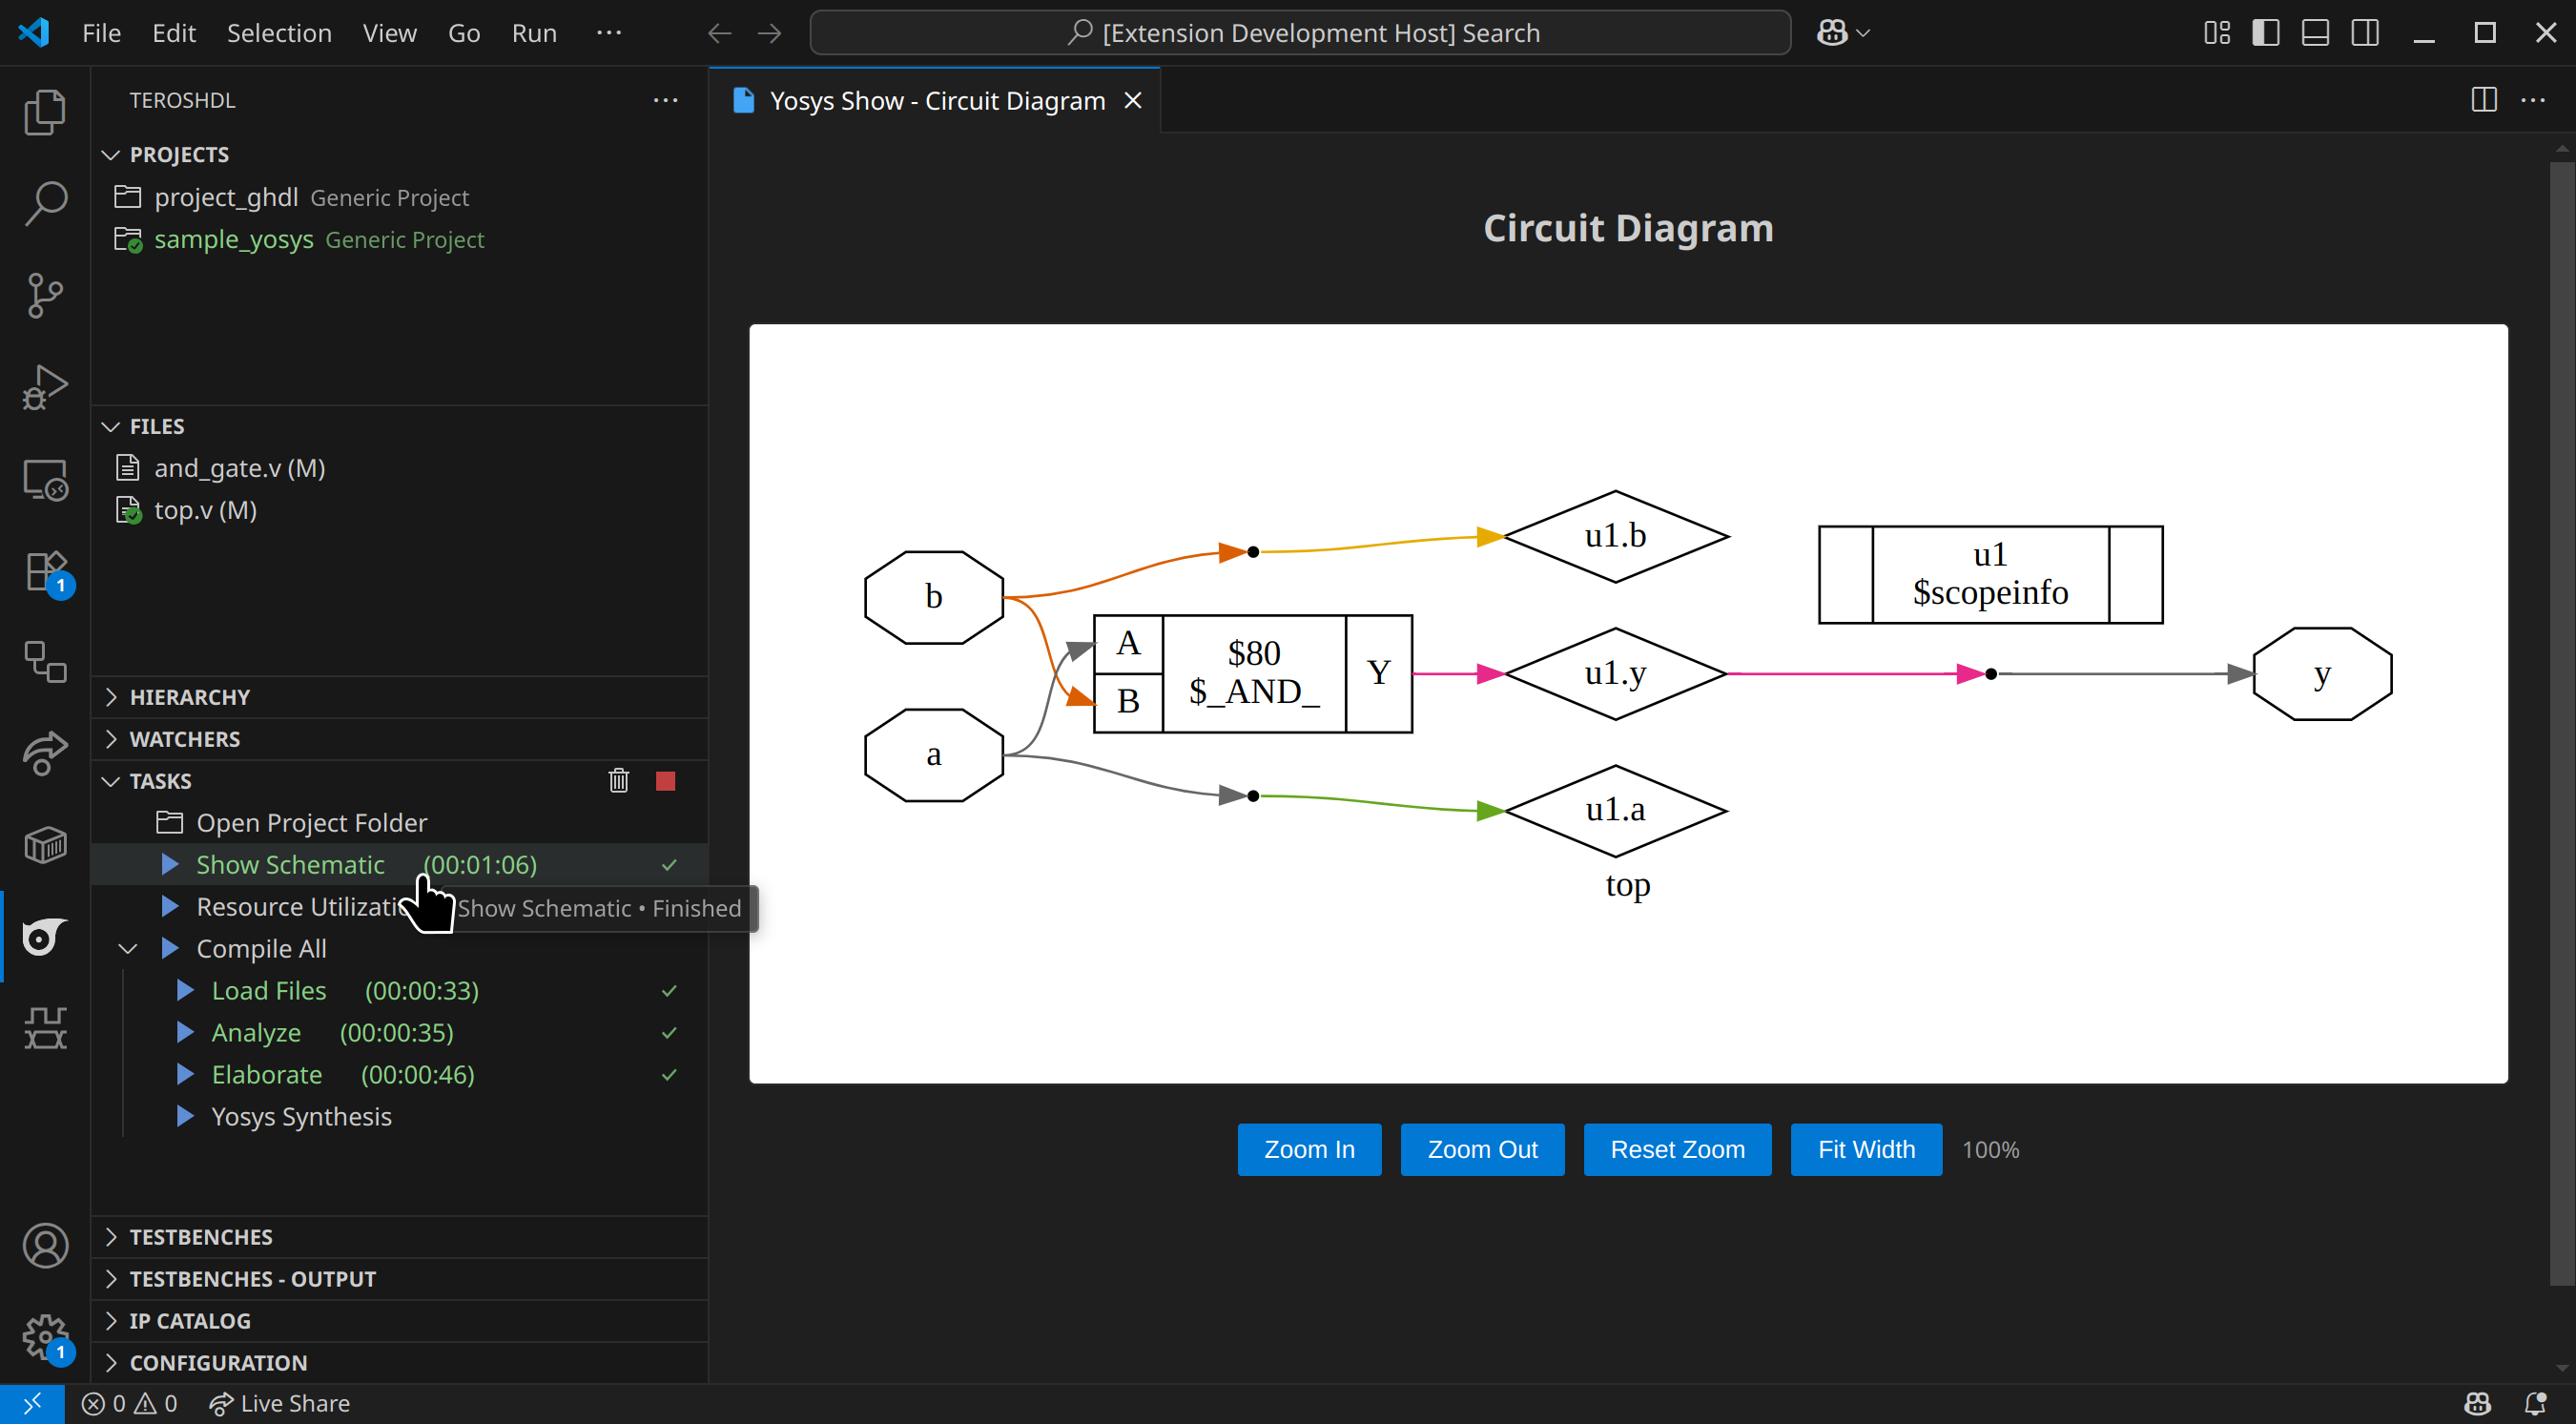 File Edit Selection View Go Run ···
[Extension Development Host] Search
TEROSHDL
PROJECTS
project_ghdl Generic Project
sample_yosys Generic Project
FILES
and_gate.v (M)
top.v (M)
HIERARCHY
WATCHERS
TASKS
Open Project Folder
Show Schematic (00:01:06)
Resource
Show Schematic • Finished
Compile All
Load Files (00:00:33)
Analyze (00:00:35)
Elaborate (00:00:46)
Yosys Synthesis
TESTBENCHES
TESTBENCHES - OUTPUT
IP CATALOG
CONFIGURATION
1
1
Yosys Show - Circuit Diagram
Circuit Diagram
b
a
A
B
$80
$_AND_
Y
u1.b
u1.y
u1.a
u1
$scopeinfo
y
top
Zoom In Zoom Out Reset Zoom Fit Width 100%
0 0 Live Share